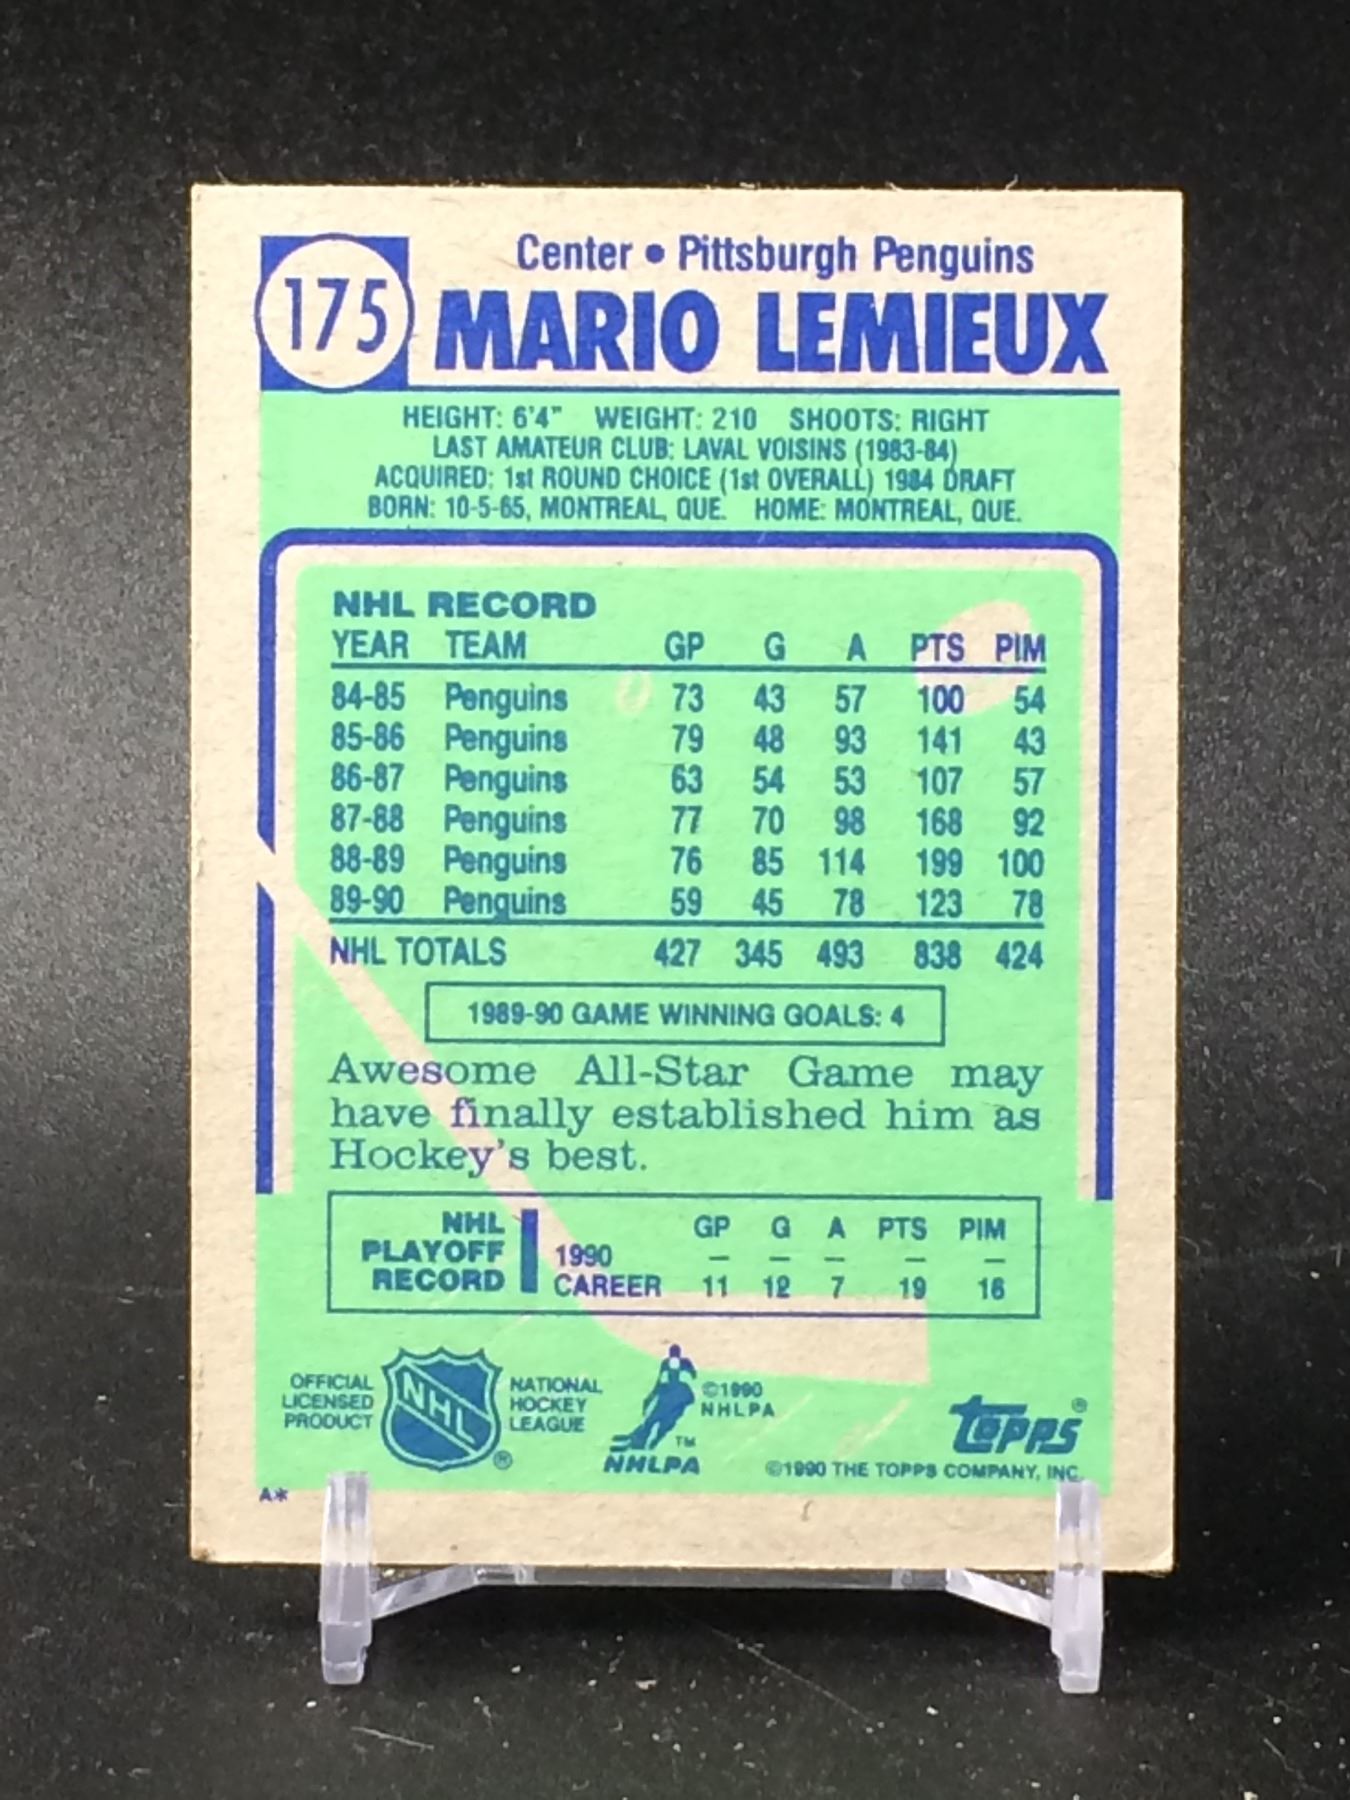 175
Center • Pittsburgh Penguins
MARIO LEMIEUX
HEIGHT: 6'4" WEIGHT: 210 SHOOTS: RIGHT
LAST AMATEUR CLUB: LAVAL VOISINS (1983-84)
ACQUIRED: 1st ROUND CHOICE (1st OVERALL) 1984 DRAFT
BORN: 10-5-65, MONTREAL, QUE. HOME: MONTREAL, QUE.
NHL RECORD
YEAR TEAM GP G A PTS PIM
84-85 Penguins 73 43 57 100 54
85-86 Penguins 79 48 93 141 43
86-87 Penguins 63 54 53 107 57
87-88 Penguins 77 70 98 168 92
88-89 Penguins 76 85 114 199 100
89-90 Penguins 59 45 78 123 78
NHL TOTALS 427 345 493 838 424
1989-90 GAME WINNING GOALS: 4
Awesome All-Star Game may
have finally established him as
Hockey's best.
NHL
PLAYOFF
RECORD
GP G A PTS PIM
1990 – – – – –
CAREER 11 12 7 19 16
OFFICIAL
LICENSED
PRODUCT
NHL
®
NATIONAL
HOCKEY
LEAGUE
©1990
NHLPA
TM
NHLPA
Topps®
©1990 THE TOPPS COMPANY, INC.
A*